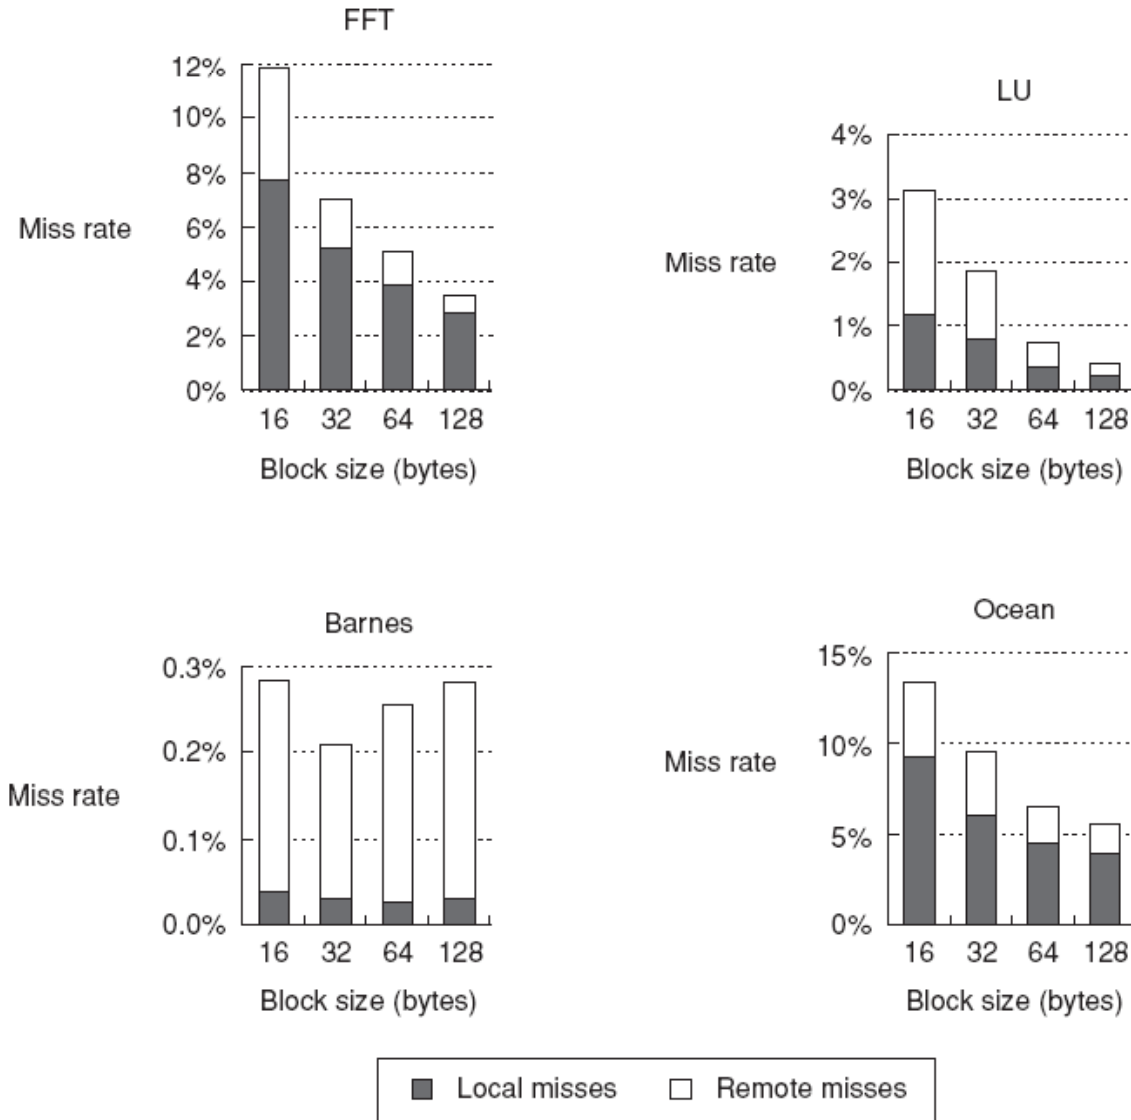 FFT
12%
10%
8%
6%
4%
2%
0%
Miss rate
16 32 64 128
Block size (bytes)
LU
4%
3%
2%
1%
0%
Miss rate
16 32 64 128
Block size (bytes)
Barnes
0.3%
0.2%
0.1%
0.0%
Miss rate
16 32 64 128
Block size (bytes)
Ocean
15%
10%
5%
0%
Miss rate
16 32 64 128
Block size (bytes)
Local misses Remote misses